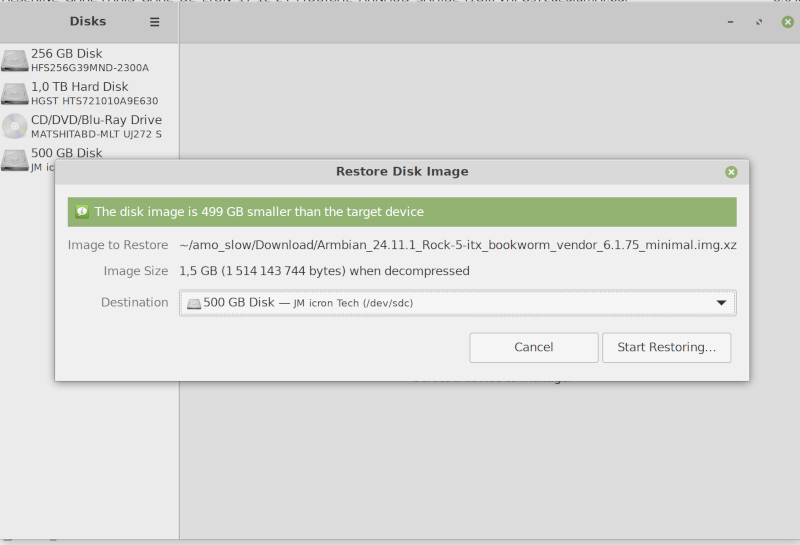 Disks
256 GB Disk
HFS256G39MND-2300A
1,0 TB Hard Disk
HGST HTS721010A9E630
CD/DVD/Blu-Ray Drive
MATSHITABD-MLT UJ272 S
500 GB Disk
JM
Restore Disk Image
The disk image is 499 GB smaller than the target device
Image to Restore ~/amo_slow/Download/Armbian_24.11.1_Rock-5-itx_bookworm_vendor_6.1.75_minimal.img.xz
Image Size 1,5 GB (1 514 143 744 bytes) when decompressed
Destination 500 GB Disk — JM icron Tech (/dev/sdc)
Cancel Start Restoring...